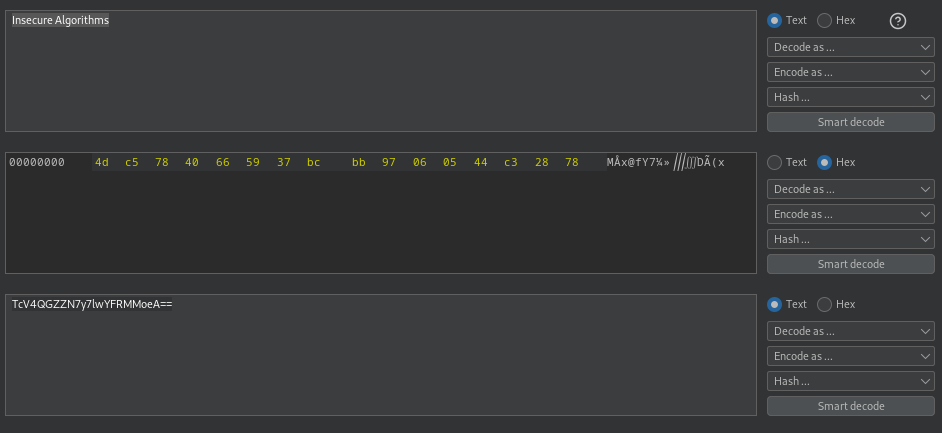 Insecure Algorithms
Text Hex ?
Decode as ...
Encode as ...
Hash ...
Smart decode
00000000 4d c5 78 40 66 59 37 bc bb 97 06 05 44 c3 28 78 MÅx@fY7¼»DÃ(x
Text Hex
Decode as ...
Encode as ...
Hash ...
Smart decode
TcV4QGZZN7y7lwYFRMMoeA==
Text Hex
Decode as ...
Encode as ...
Hash ...
Smart decode